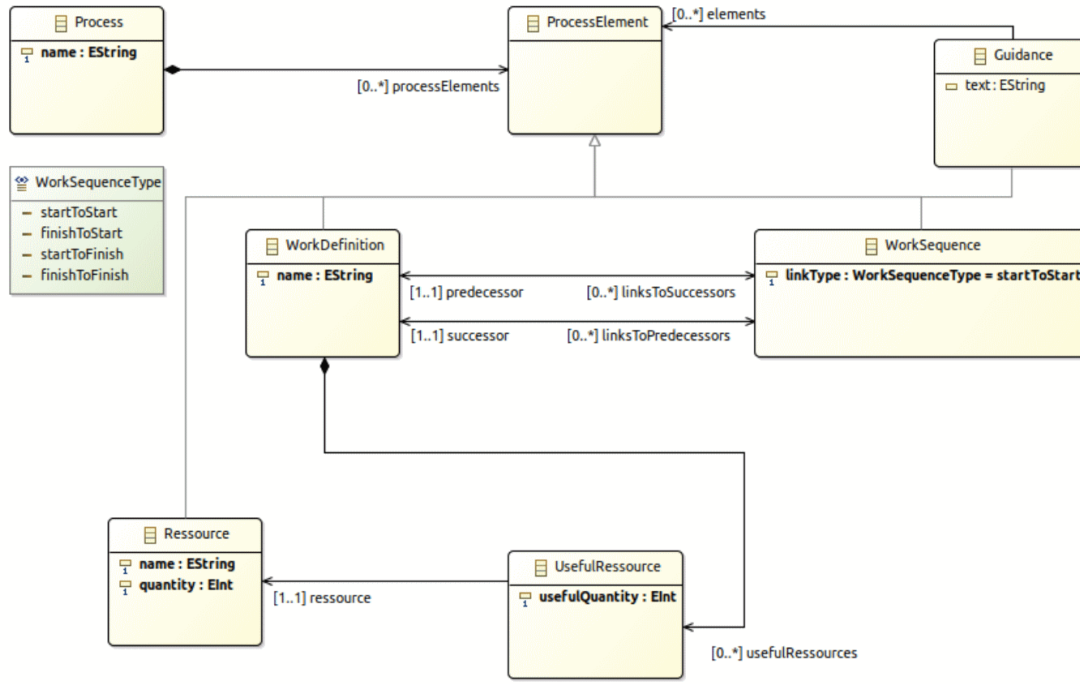 Process
name : EString
[0..*] processElements
ProcessElement
[0..*] elements
Guidance
text : EString
WorkSequenceType
startToStart
finishToStart
startToFinish
finishToFinish
WorkDefinition
name : EString
[1..1] predecessor
[0..*] linksToSuccessors
[1..1] successor
[0..*] linksToPredecessors
WorkSequence
linkType : WorkSequenceType = startToStart
Ressource
name : EString
quantity : EInt
[1..1] ressource
UsefulRessource
usefulQuantity : EInt
[0..*] usefulRessources